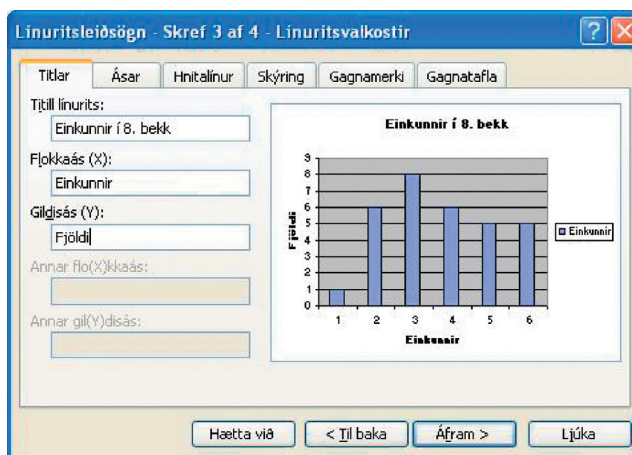 Línuritsleiðsögn - Skref 3 af 4 - Línuritsvalkostir
Titlar Ásar Hnitalínur Skýring Gagnamerki Gagnatafla
Titill línurits:
Einkunnir í 8. bekk
Flokkaás (X):
Einkunnir
Gildisás (Y):
Fjöldi
Annar flo(X)kkaás:
Annar gil(Y)disás:
Einkunnir í 8. bekk
Fjöldi
9
8
7
6
5
4
3
2
1
0
1 2 3 4 5 6
Einkunnir
Einkunnir
Hætta við < Til baka Áfram > Ljúka